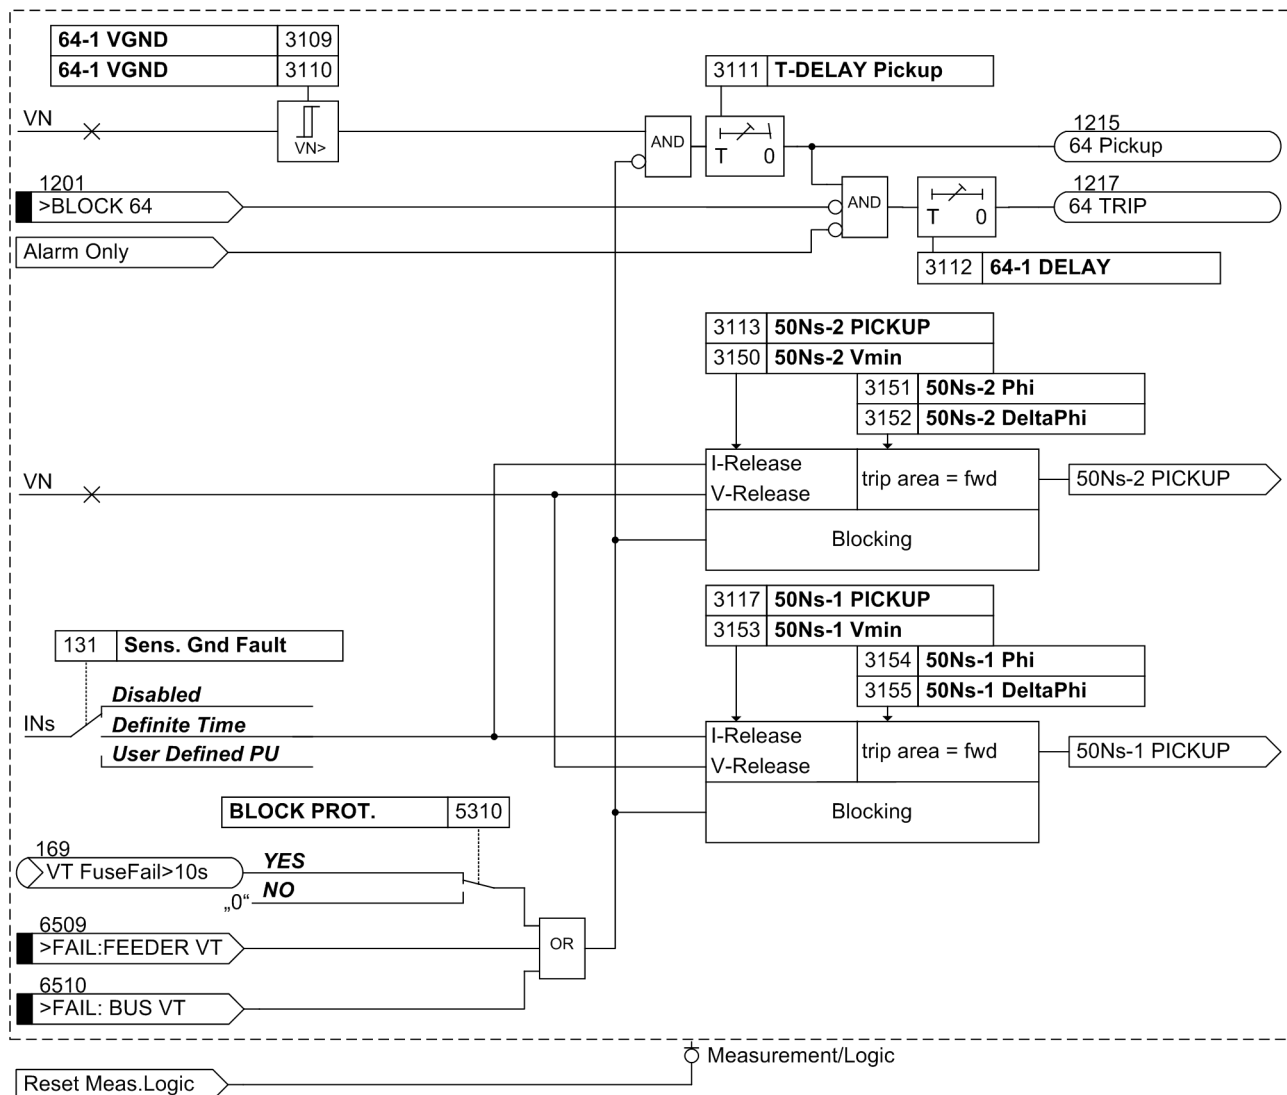 64-1 VGND 3109
64-1 VGND 3110
3111 T-DELAY Pickup
VN
VN>
AND
T 0
1215
64 Pickup
1201
>BLOCK 64
AND
T 0
1217
64 TRIP
Alarm Only
3112 64-1 DELAY
3113 50Ns-2 PICKUP
3150 50Ns-2 Vmin
3151 50Ns-2 Phi
3152 50Ns-2 DeltaPhi
VN
I-Release
V-Release
trip area = fwd
50Ns-2 PICKUP
Blocking
3117 50Ns-1 PICKUP
3153 50Ns-1 Vmin
131 Sens. Gnd Fault
3154 50Ns-1 Phi
3155 50Ns-1 DeltaPhi
INs
Disabled
Definite Time
User Defined PU
I-Release
V-Release
trip area = fwd
50Ns-1 PICKUP
Blocking
BLOCK PROT. 5310
169
VT FuseFail>10s
YES
„0“ NO
6509
>FAIL:FEEDER VT
OR
6510
>FAIL: BUS VT
Measurement/Logic
Reset Meas.Logic